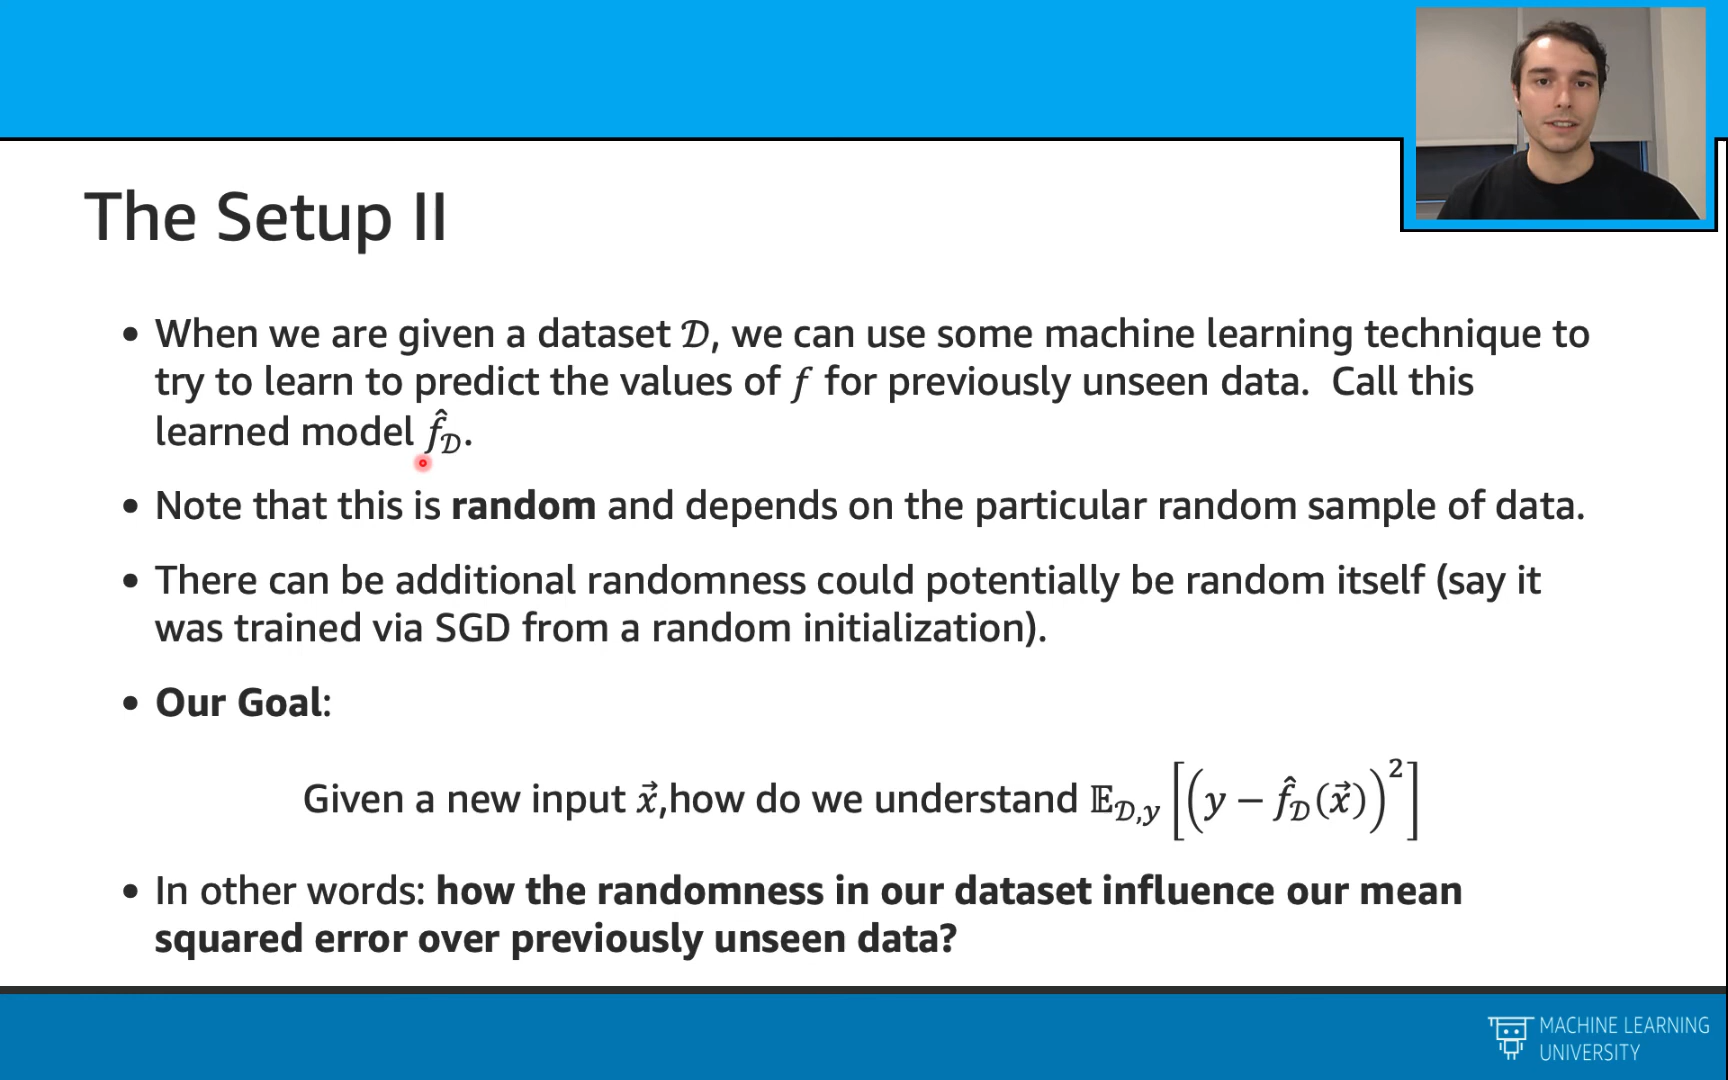 The Setup II
• When we are given a dataset 𝒟, we can use some machine learning technique to
try to learn to predict the values of f for previously unseen data.  Call this
learned model f̂_𝒟.
• Note that this is random and depends on the particular random sample of data.
• There can be additional randomness could potentially be random itself (say it
was trained via SGD from a random initialization).
• Our Goal:
Given a new input x⃗,how do we understand 𝔼_𝒟,y [(y − f̂_𝒟(x⃗))²]
• In other words: how the randomness in our dataset influence our mean
squared error over previously unseen data?
MACHINE LEARNING
UNIVERSITY